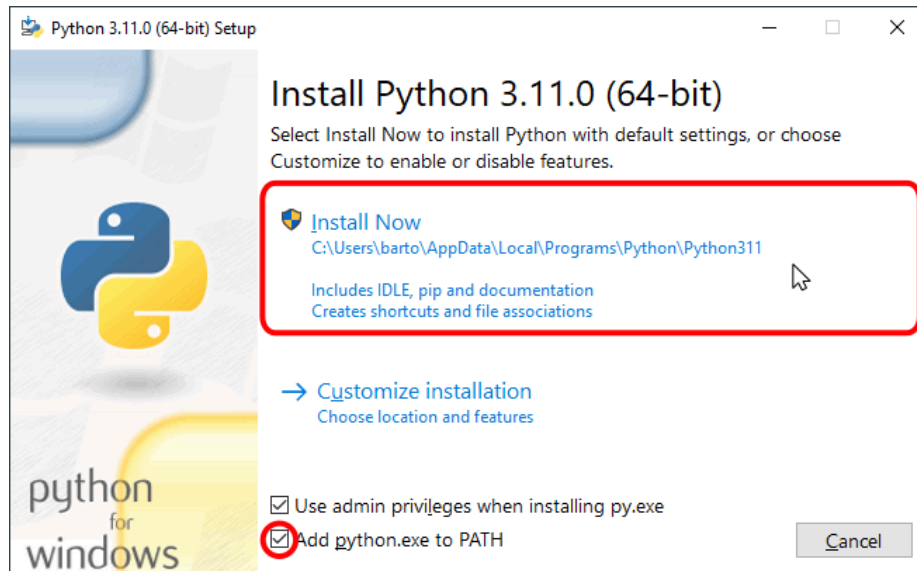 Python 3.11.0 (64-bit) Setup
Install Python 3.11.0 (64-bit)
Select Install Now to install Python with default settings, or choose
Customize to enable or disable features.
Install Now
C:\Users\barto\AppData\Local\Programs\Python\Python311
Includes IDLE, pip and documentation
Creates shortcuts and file associations
Customize installation
Choose location and features
Use admin privileges when installing py.exe
Add python.exe to PATH
Cancel
python
for
windows